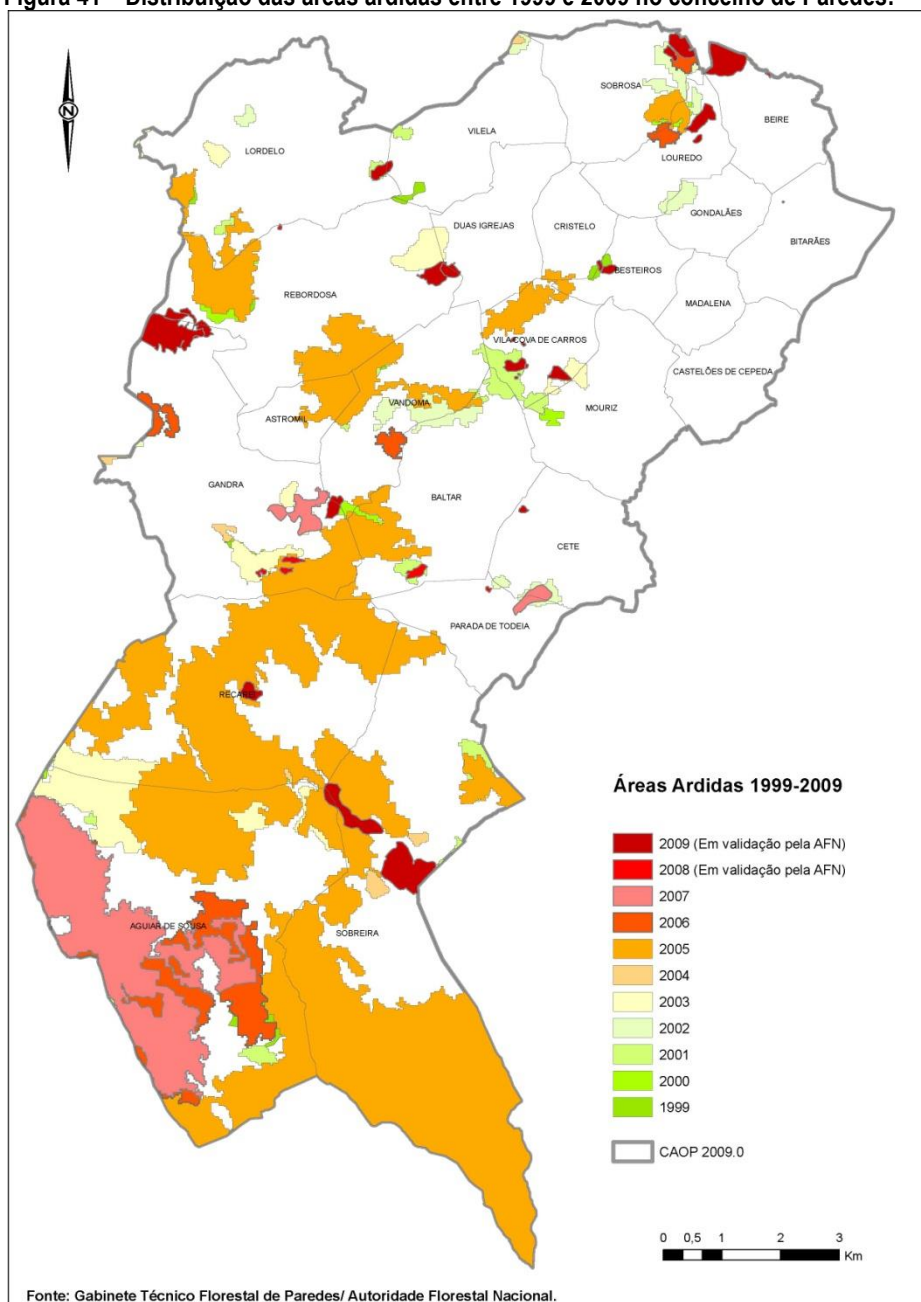 Figura 41 – Distribuição das áreas ardidas entre 1999 e 2009 no concelho de Paredes.
N
SOBROSA
BEIRE
VILELA
LORDELO
LOUREDO
GONDALÃES
DUAS IGREJAS
CRISTELO
BITARÃES
BESTEIROS
REBORDOSA
MADALENA
VILA COVA DE CARROS
CASTELÕES DE CEPEDA
VANDOMA
MOURIZ
ASTROMIL
GANDRA
BALTAR
CETE
PARADA DE TODEIA
RECAREI
AGUIAR DE SOUSA
SOBREIRA
Áreas Ardidas 1999-2009
2009 (Em validação pela AFN)
2008 (Em validação pela AFN)
2007
2006
2005
2004
2003
2002
2001
2000
1999
CAOP 2009.0
0 0,5 1 2 3
Km
Fonte: Gabinete Técnico Florestal de Paredes/ Autoridade Florestal Nacional.